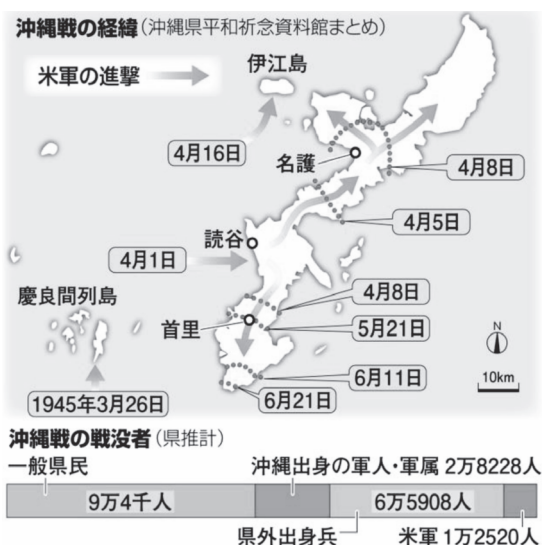 沖縄戦の経緯(沖縄県平和祈念資料館まとめ)
米軍の進撃
伊江島
4月16日
名護
4月8日
4月5日
読谷
4月1日
慶良間列島
4月8日
首里
5月21日
N
6月11日
10km
1945年3月26日
6月21日
沖縄戦の戦没者(県推計)
一般県民
沖縄出身の軍人・軍属 2万8228人
9万4千人
6万5908人
県外出身兵
米軍 1万2520人